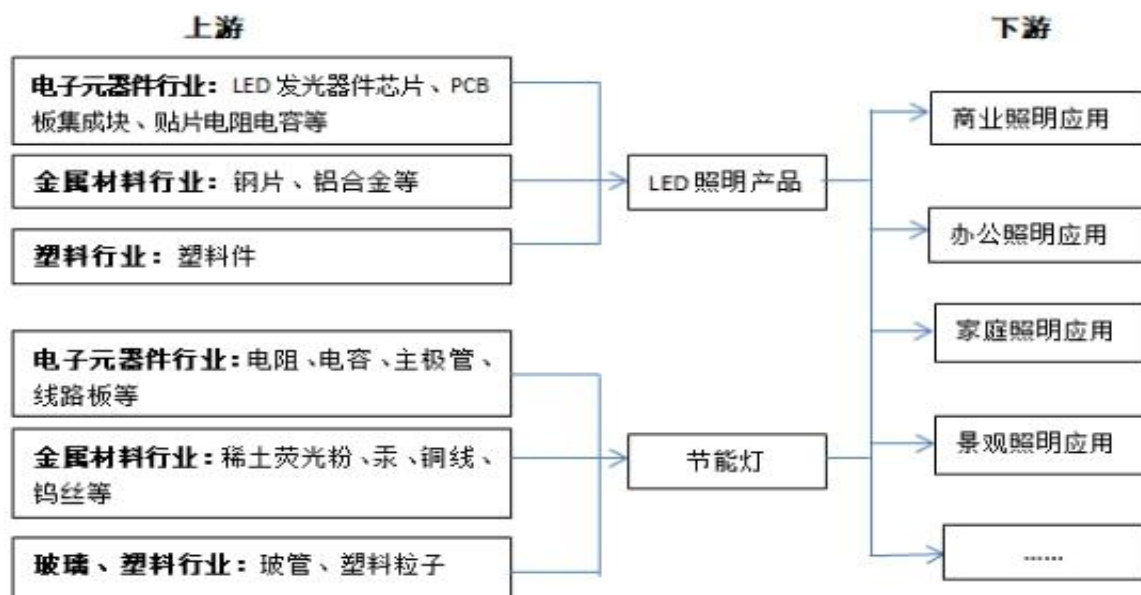 上游
下游
电子元器件行业：LED 发光器件芯片、PCB
板集成块、贴片电阻电容等
金属材料行业：钢片、铝合金等
塑料行业：塑料件
LED 照明产品
电子元器件行业：电阻、电容、主极管、
线路板等
金属材料行业：稀土荧光粉、汞、铜线、
钨丝等
玻璃、塑料行业：玻管、塑料粒子
节能灯
商业照明应用
办公照明应用
家庭照明应用
景观照明应用
......